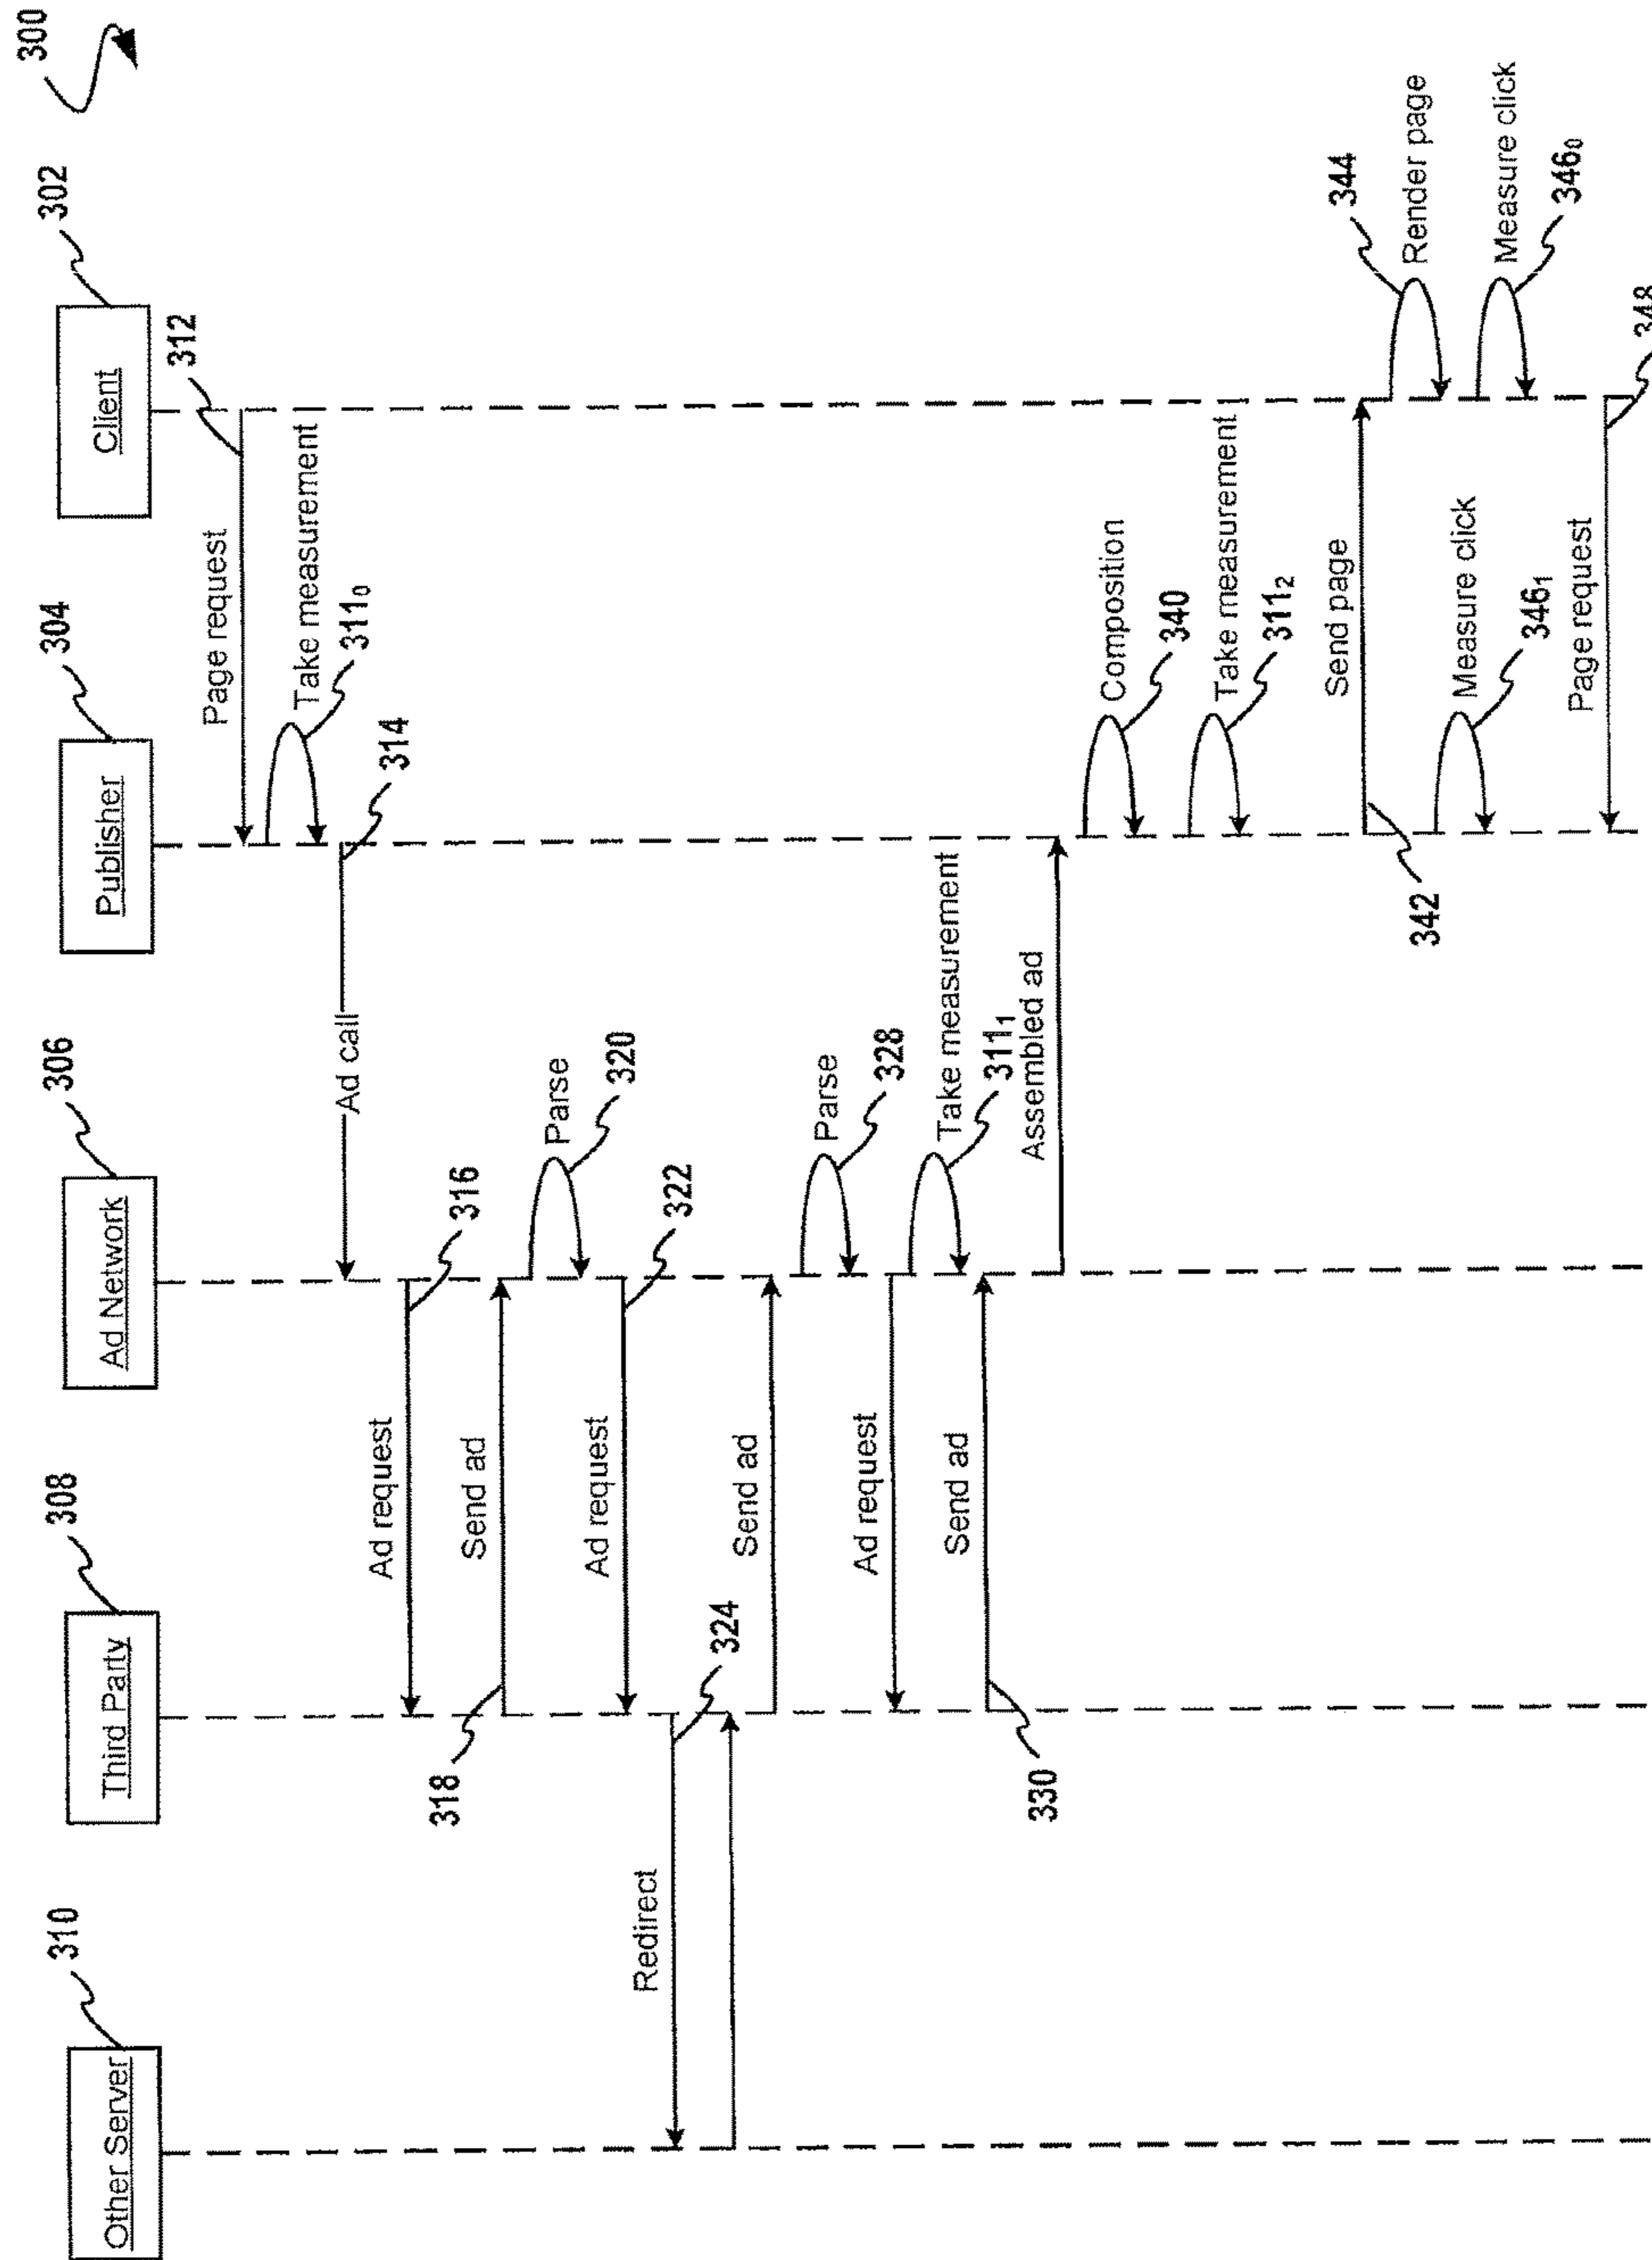 300
310
308
306
304
302
Other Server
Third Party
Ad Network
Publisher
Client
312
Page request
Take measurement
311₀
314
Ad call
316
Ad request
318
Send ad
Parse
320
322
Ad request
324
Redirect
Send ad
Parse
328
Ad request
Take measurement
311₁
Send ad
330
Assembled ad
Composition
340
Take measurement
311₂
Send page
342
344
Render page
Measure click
346₁
Measure click
346₀
Page request
348